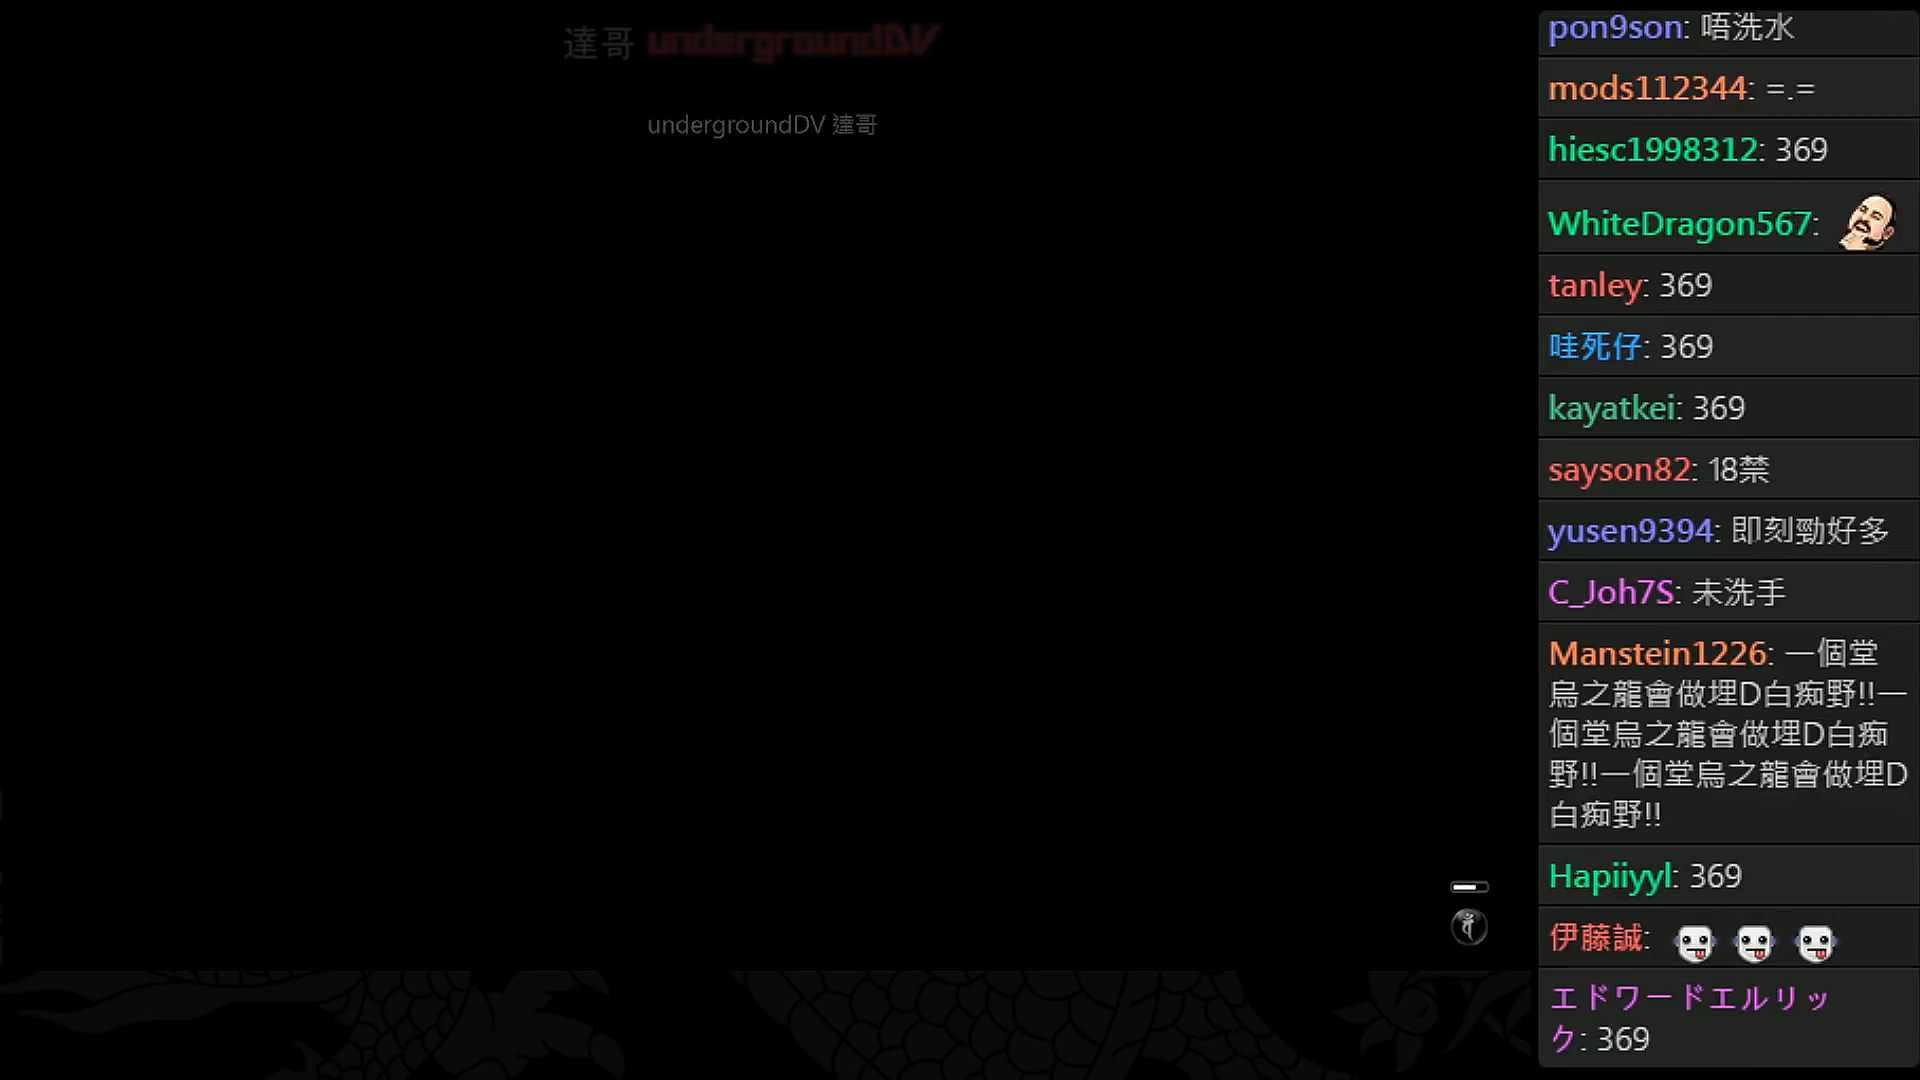 達哥 undergroundDV
undergroundDV 達哥
pon9son: 唔洗水
mods112344: =.=
hiesc1998312: 369
WhiteDragon567:
tanley: 369
哇死仔: 369
kayatkei: 369
sayson82: 18禁
yusen9394: 即刻勁好多
C_Joh7S: 未洗手
Manstein1226: 一個堂
烏之龍會做埋D白痴野!!一
個堂烏之龍會做埋D白痴
野!!一個堂烏之龍會做埋D
白痴野!!
Hapiiyyl: 369
伊藤誠:
エドワードエルリッ
ク: 369